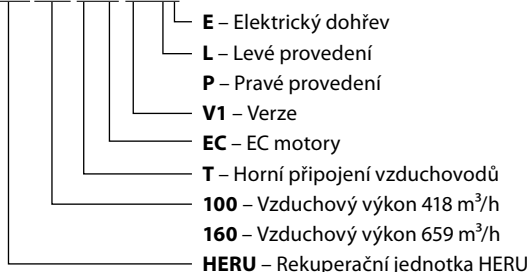 E – Elektrický dohřev
L – Levé provedení
P – Pravé provedení
V1 – Verze
EC – EC motory
T – Horní připojení vzduchovodů
100 – Vzduchový výkon 418 m³/h
160 – Vzduchový výkon 659 m³/h
HERU – Rekuperační jednotka HERU